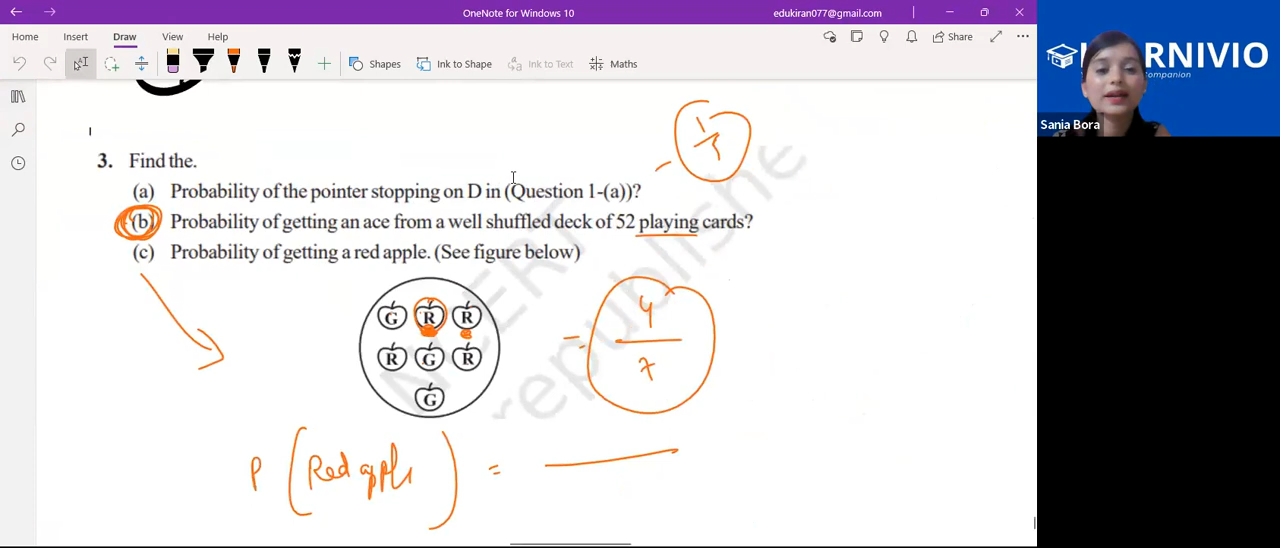 OneNote for Windows 10
edukiran077@gmail.com
Home Insert Draw View Help
Share
Shapes
Ink to Shape
Ink to Text
Maths
RNIVIO
ompanion
Sania Bora
3. Find the.
(a) Probability of the pointer stopping on D in (Question 1-(a))?
(b) Probability of getting an ace from a well shuffled deck of 52 playing cards?
(c) Probability of getting a red apple. (See figure below)
G R R
R G R
G
= 4/7
P (Red apple) =
NCERT
republishe